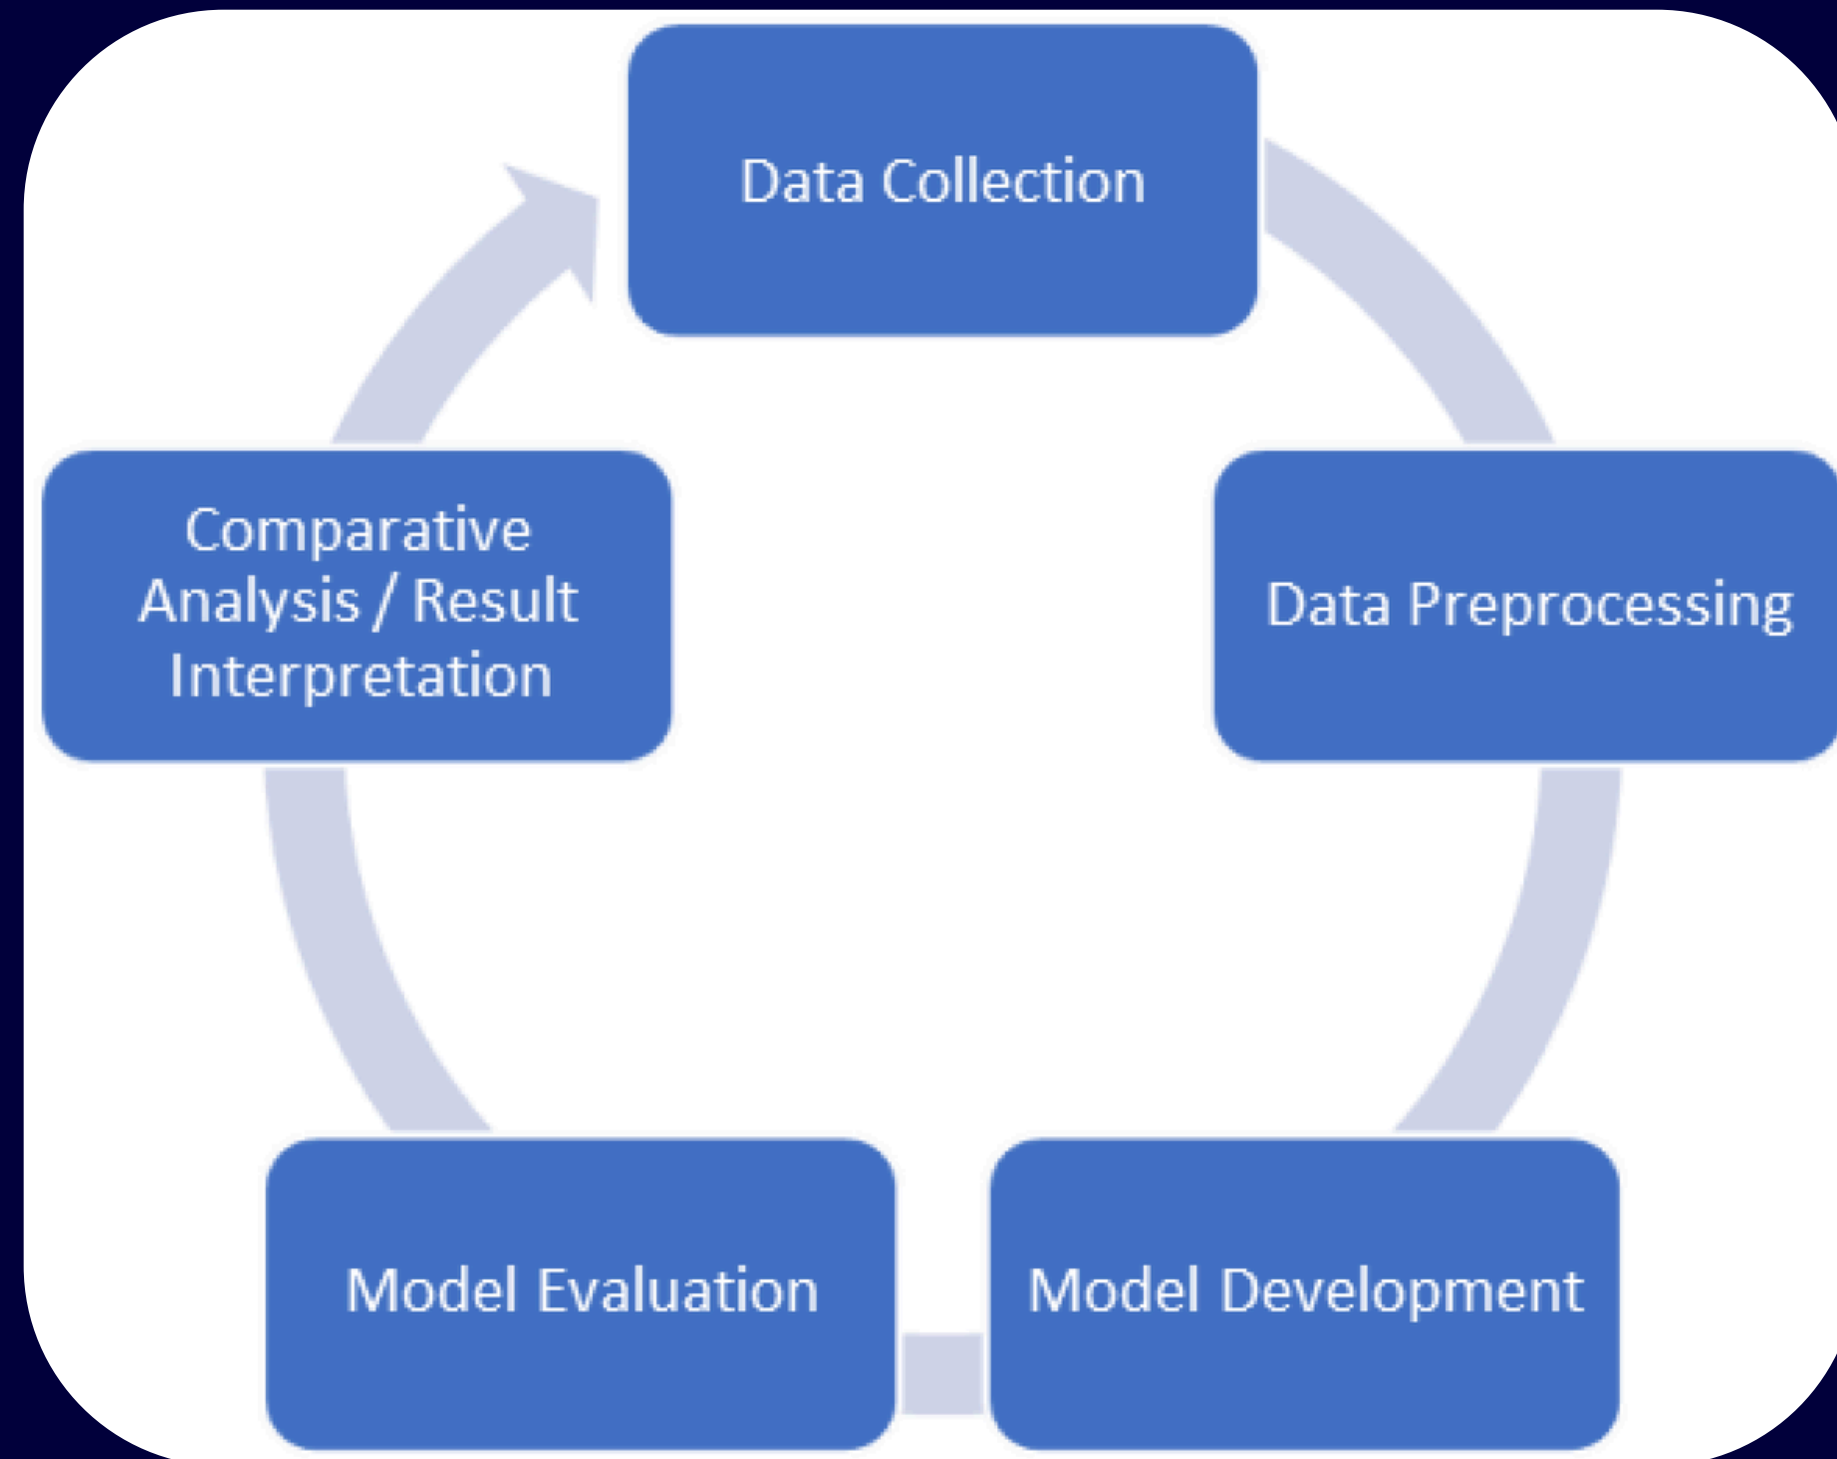 Data Collection
Data Preprocessing
Model Development
Model Evaluation
Comparative
Analysis / Result
Interpretation